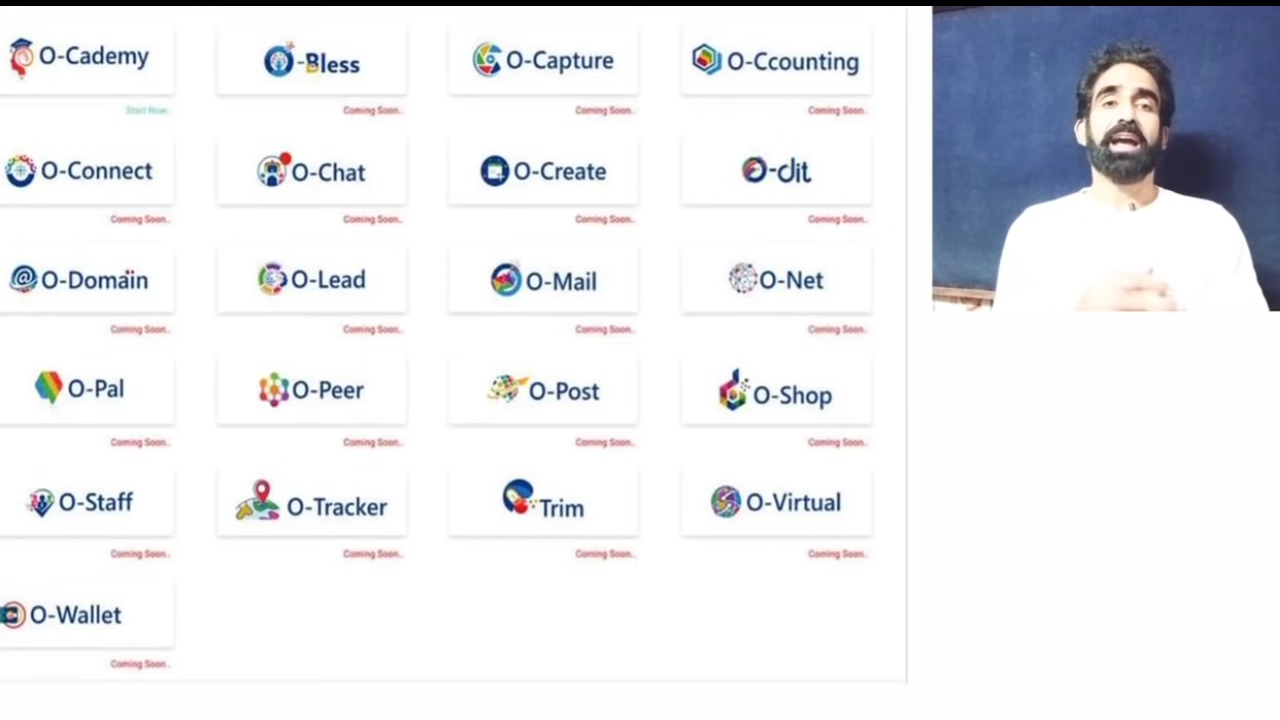 O-Cademy
O-Bless
O-Capture
O-Ccounting
Start Now..
Coming Soon..
Coming Soon..
Coming Soon..
O-Connect
O-Chat
O-Create
O-dit
Coming Soon..
Coming Soon..
Coming Soon..
Coming Soon..
O-Domain
O-Lead
O-Mail
O-Net
Coming Soon..
Coming Soon..
Coming Soon..
Coming Soon..
O-Pal
O-Peer
O-Post
O-Shop
Coming Soon..
Coming Soon..
Coming Soon..
Coming Soon..
O-Staff
O-Tracker
Trim
O-Virtual
Coming Soon..
Coming Soon..
Coming Soon..
Coming Soon..
O-Wallet
Coming Soon..